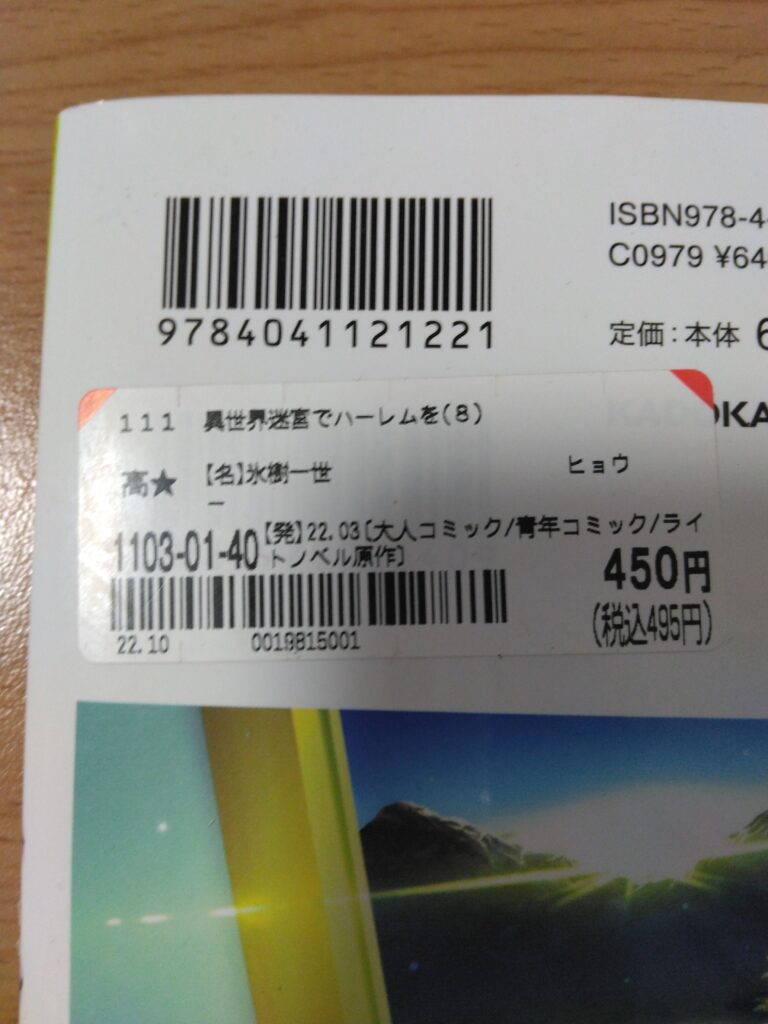 9784041121221
ISBN978-4
C0979 ¥64
定価：本体 6
111 異世界迷宮でハーレムを(8)
高★ 【名】氷樹一世 ヒョウ
1103-01-40 【発】22.03〔大人コミック/青年コミック/ライ
トノベル原作〕
450円
(税込495円)
22.10 0019815001